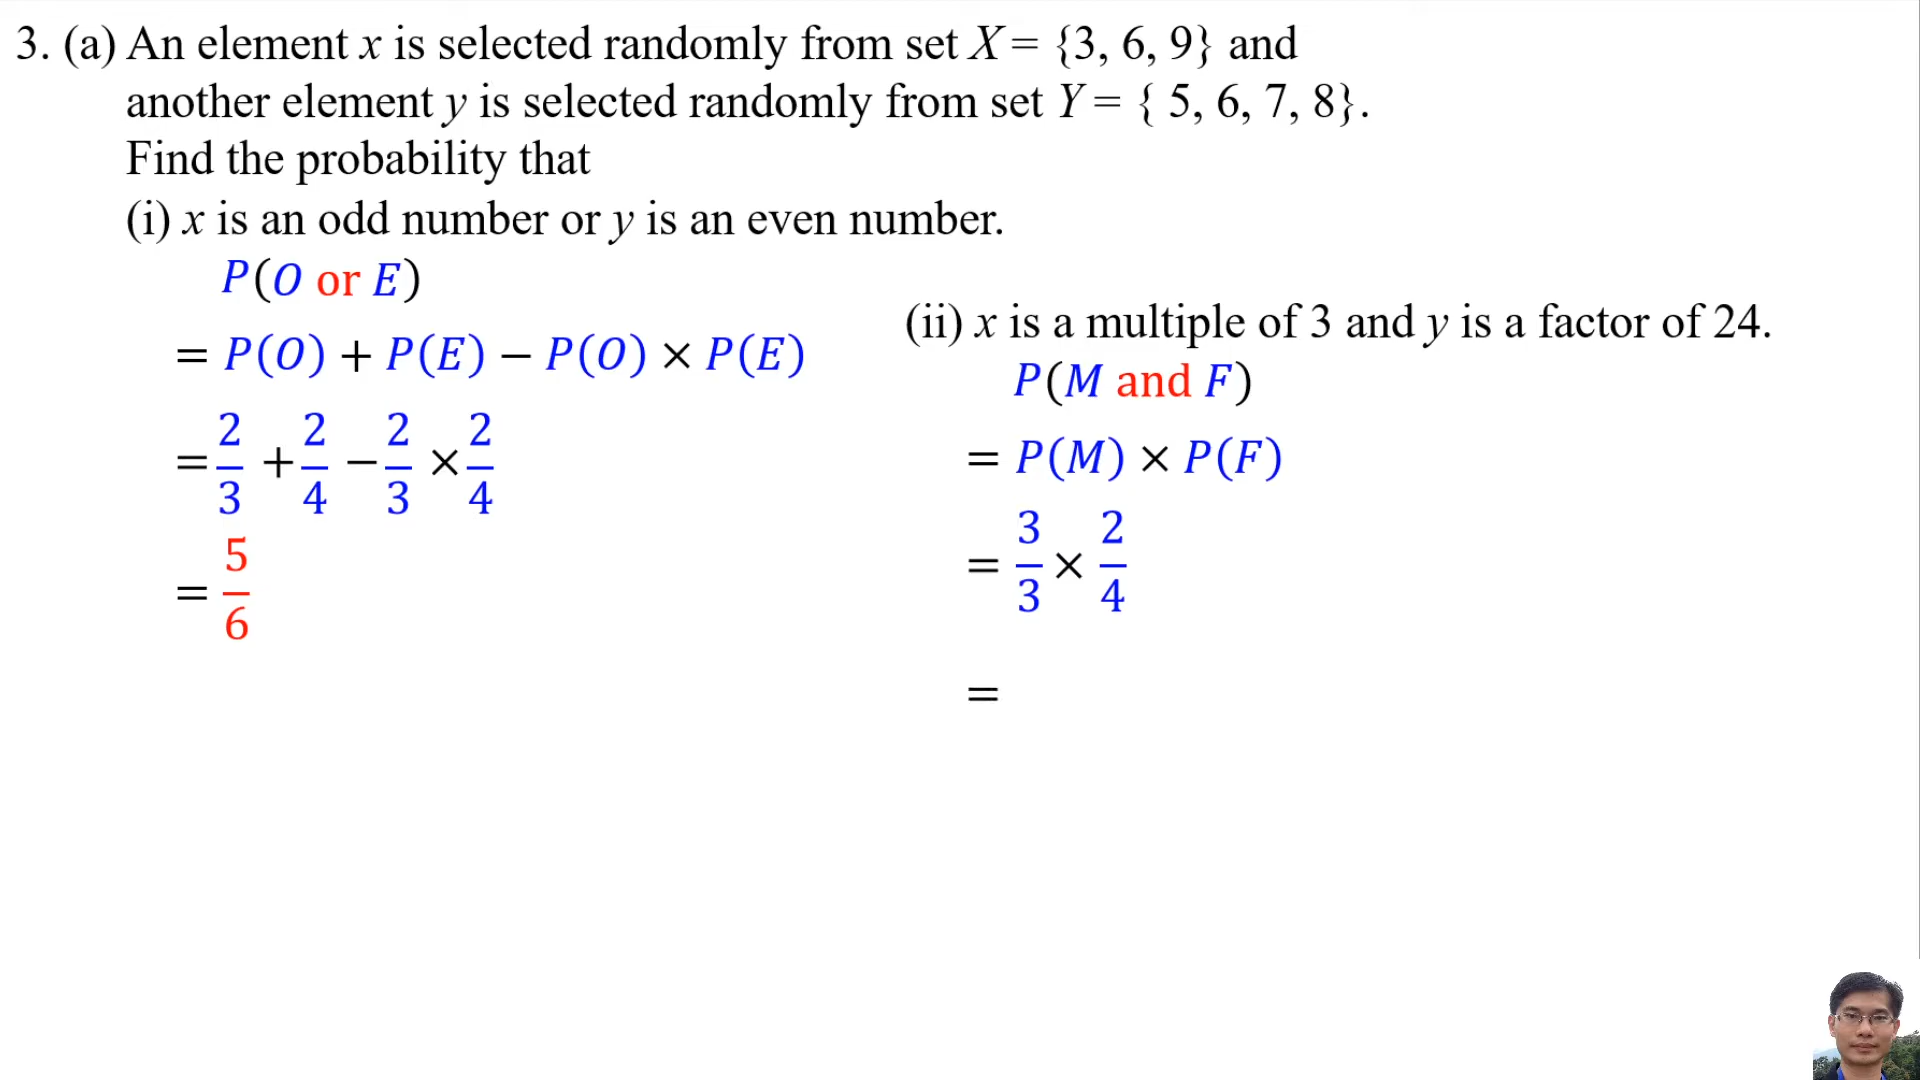 3. (a) An element x is selected randomly from set X = {3, 6, 9} and
another element y is selected randomly from set Y = { 5, 6, 7, 8}.
Find the probability that
(i) x is an odd number or y is an even number.
P(O or E)
= P(O) + P(E) − P(O) × P(E)
= 2/3 + 2/4 − 2/3 × 2/4
= 5/6
(ii) x is a multiple of 3 and y is a factor of 24.
P(M and F)
= P(M) × P(F)
= 3/3 × 2/4
=